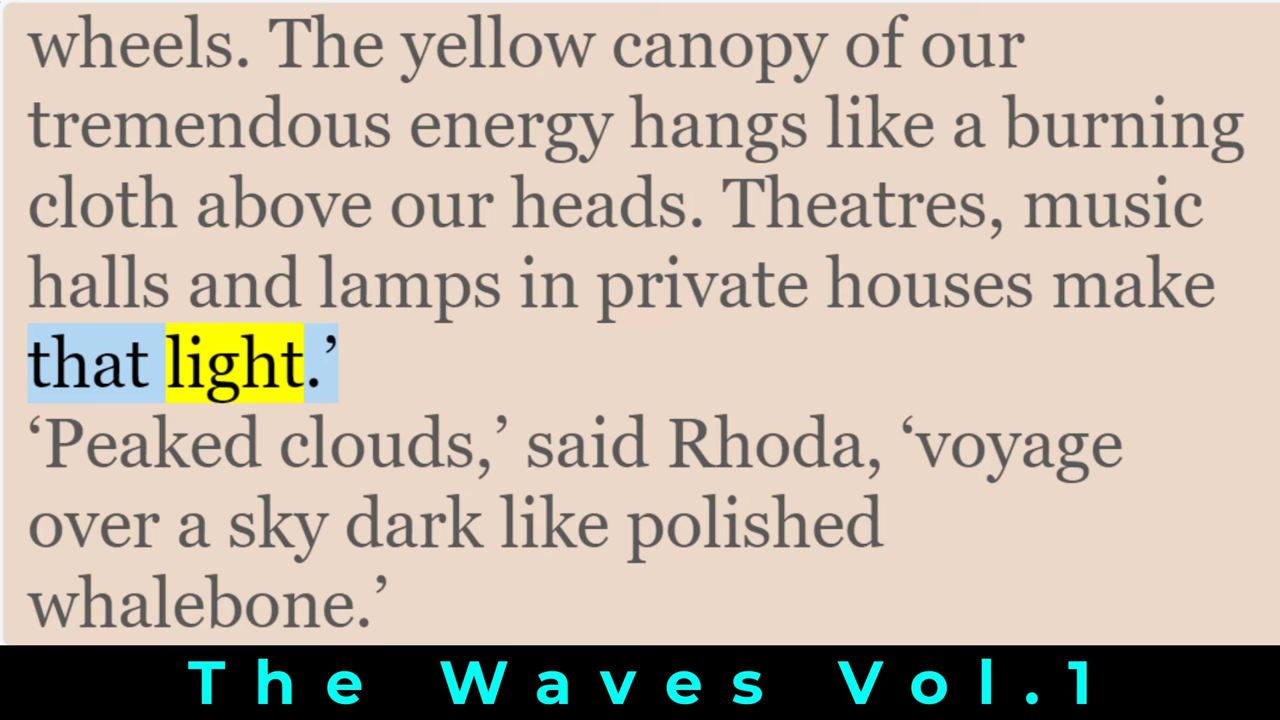 wheels. The yellow canopy of our
tremendous energy hangs like a burning
cloth above our heads. Theatres, music
halls and lamps in private houses make
that light.’
‘Peaked clouds,’ said Rhoda, ‘voyage
over a sky dark like polished
whalebone.’
The Waves Vol.1